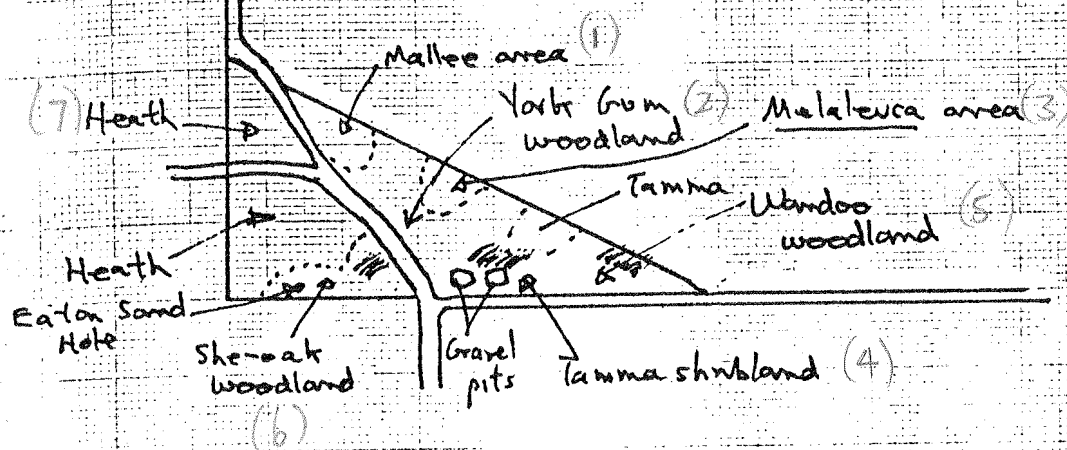 Mallee area (1)
(7) Heath
York Gum (2)
woodland
Melaleuca area (3)
Tamma
Wandoo (5)
woodland
Heath
Eaton Sand
Hole
She-oak
woodland
(6)
Gravel
pits
Tamma shrubland (4)